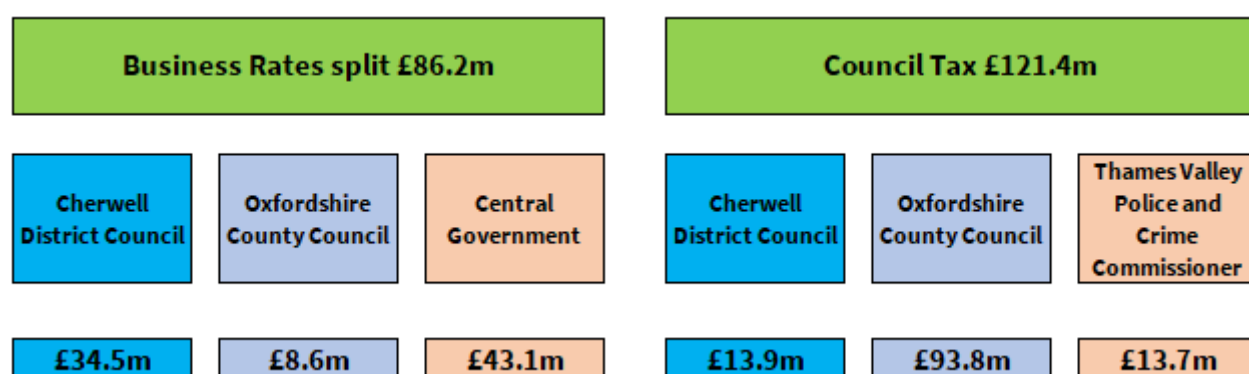 Business Rates split £86.2m
Council Tax £121.4m
Cherwell
District Council
Oxfordshire
County Council
Central
Government
Cherwell
District Council
Oxfordshire
County Council
Thames Valley
Police and
Crime
Commissioner
£34.5m
£8.6m
£43.1m
£13.9m
£93.8m
£13.7m